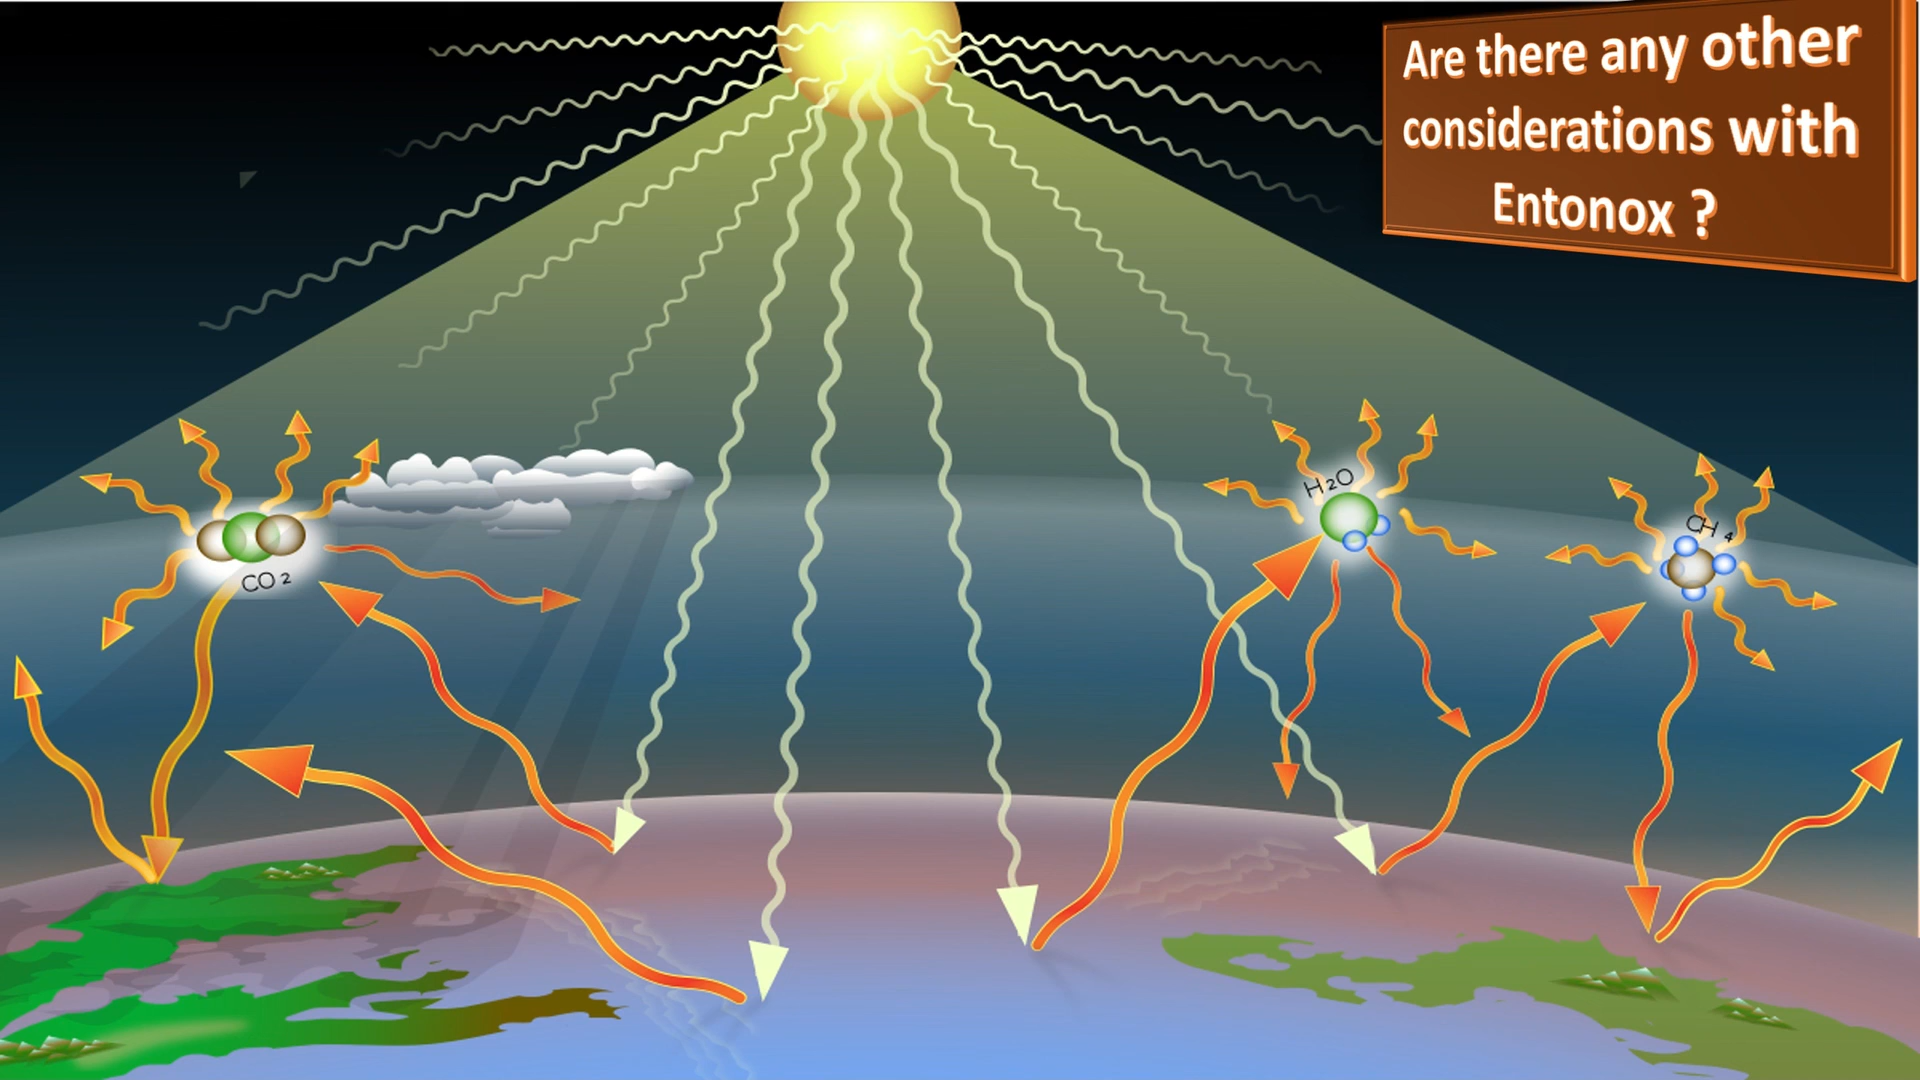 Are there any other
considerations with
Entonox ?
H2O
CH4
CO2